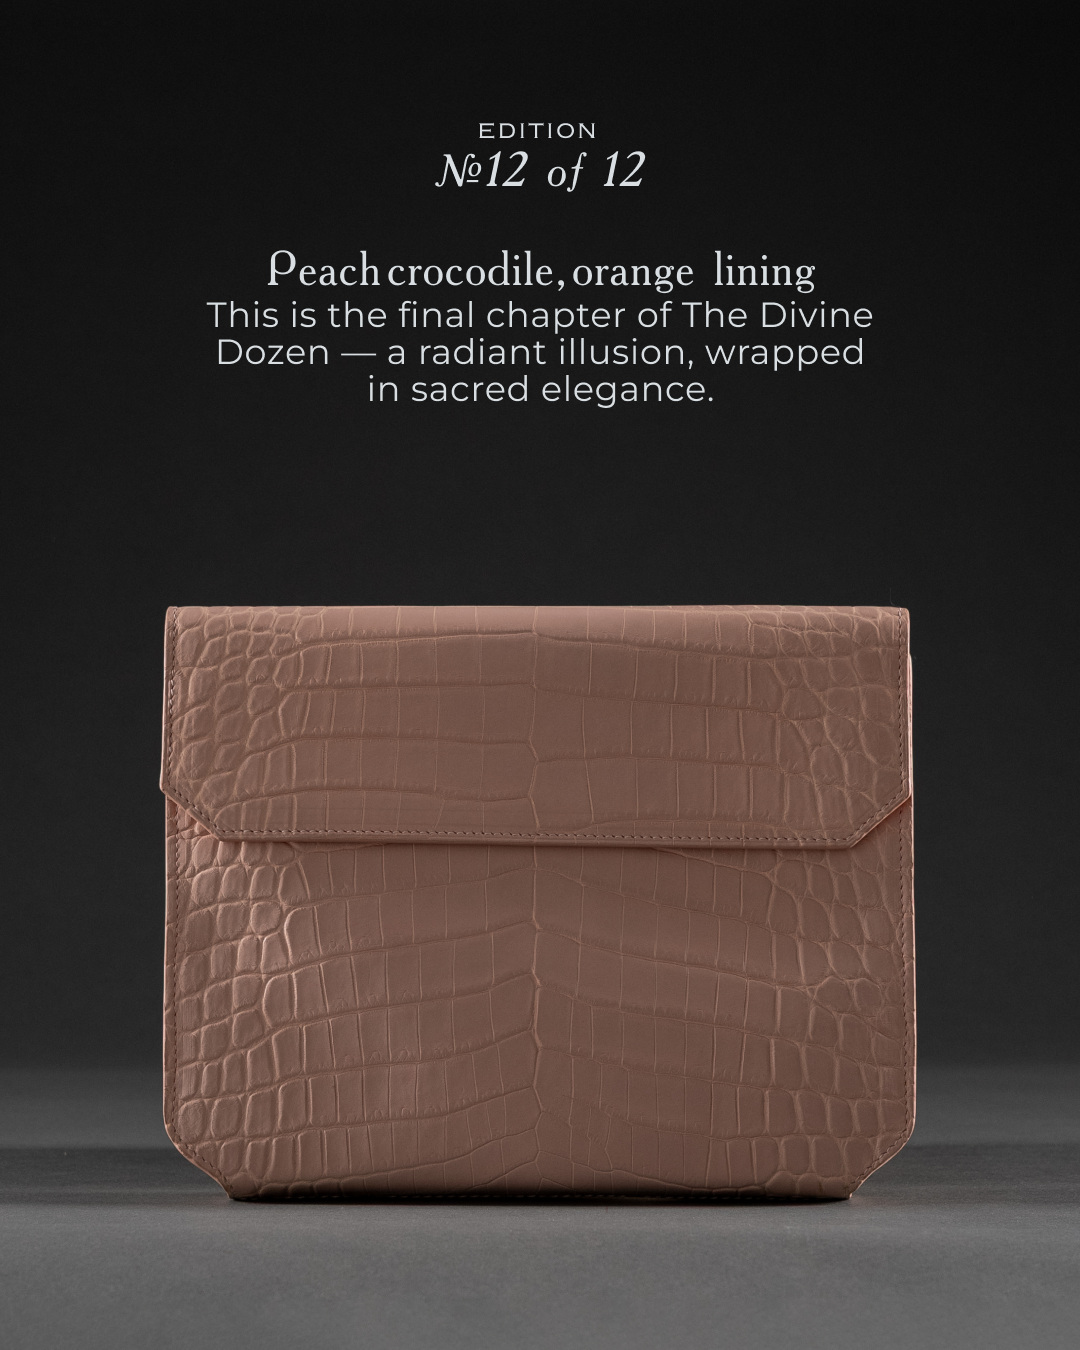 EDITION
№12 of 12
Peach crocodile, orange lining
This is the final chapter of The Divine
Dozen — a radiant illusion, wrapped
in sacred elegance.